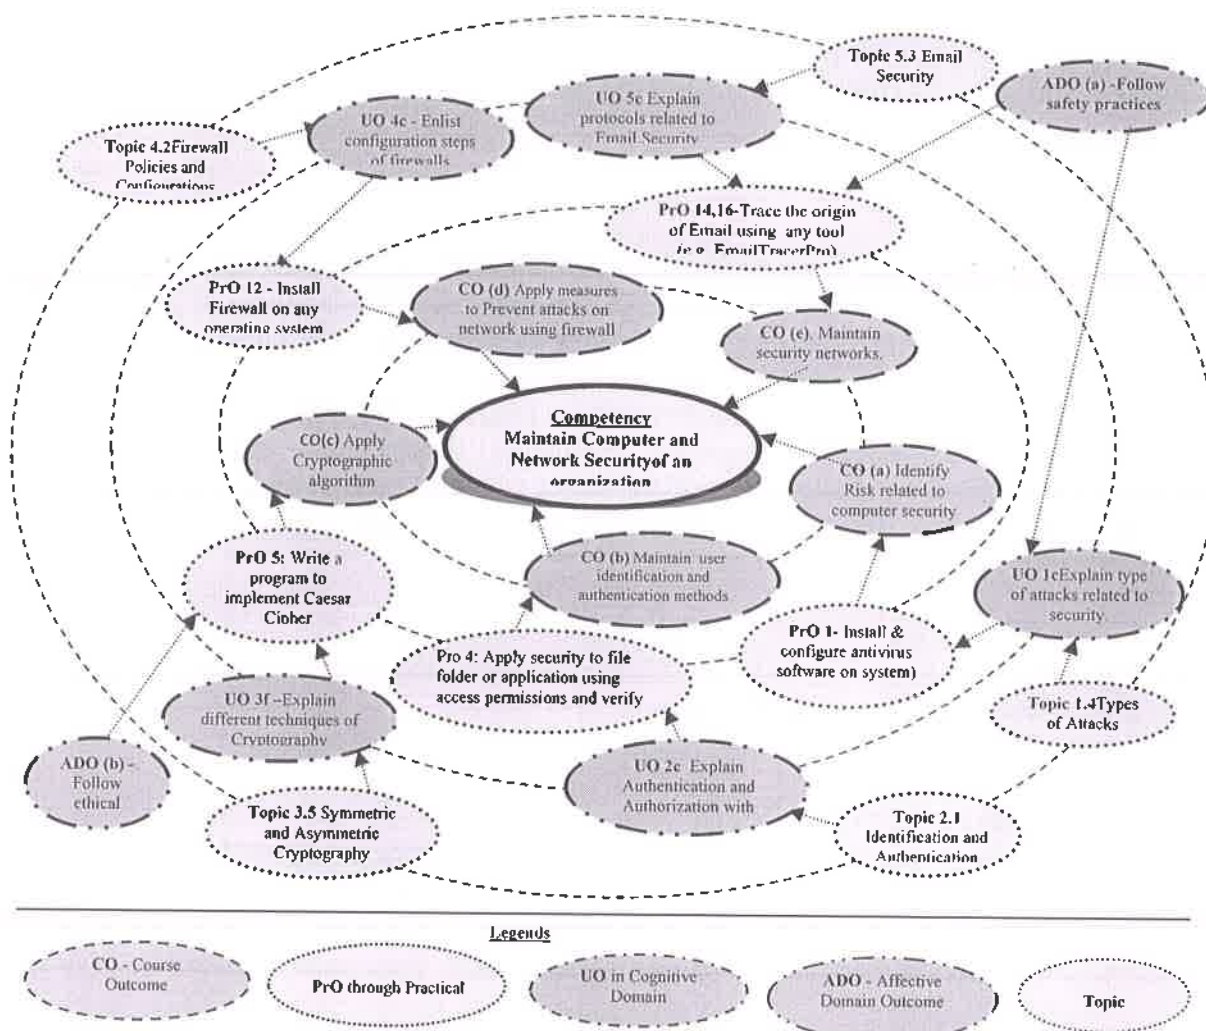 Topic 5.3 Email
Security
ADO (a) -Follow
safety practices
UO 5c Explain
protocols related to
Email Security
UO 4c - Enlist
configuration steps
of firewalls
Topic 4.2Firewall
Policies and
Configurations
PrO 14,16-Trace the origin
of Email using any tool
(e.g. EmailTracerPro)
PrO 12 - Install
Firewall on any
operating system
CO (d) Apply measures
to Prevent attacks on
network using firewall
CO (e). Maintain
security networks.
Competency
Maintain Computer and
Network Securityof an
organization
CO(c) Apply
Cryptographic
algorithm
CO (a) Identify
Risk related to
computer security
PrO 5: Write a
program to
implement Caesar
Cipher
CO (b) Maintain user
identification and
authentication methods
UO 1cExplain type
of attacks related to
security.
PrO 1- Install &
configure antivirus
software on system)
Pro 4: Apply security to file
folder or application using
access permissions and verify
UO 3f –Explain
different techniques of
Cryptography
Topic 1.4Types
of Attacks
ADO (b) -
Follow
ethical
UO 2c Explain
Authentication and
Authorization with
Topic 3.5 Symmetric
and Asymmetric
Cryptography
Topic 2.1
Identification and
Authentication
Legends
CO - Course
Outcome
PrO through Practical
UO in Cognitive
Domain
ADO - Affective
Domain Outcome
Topic